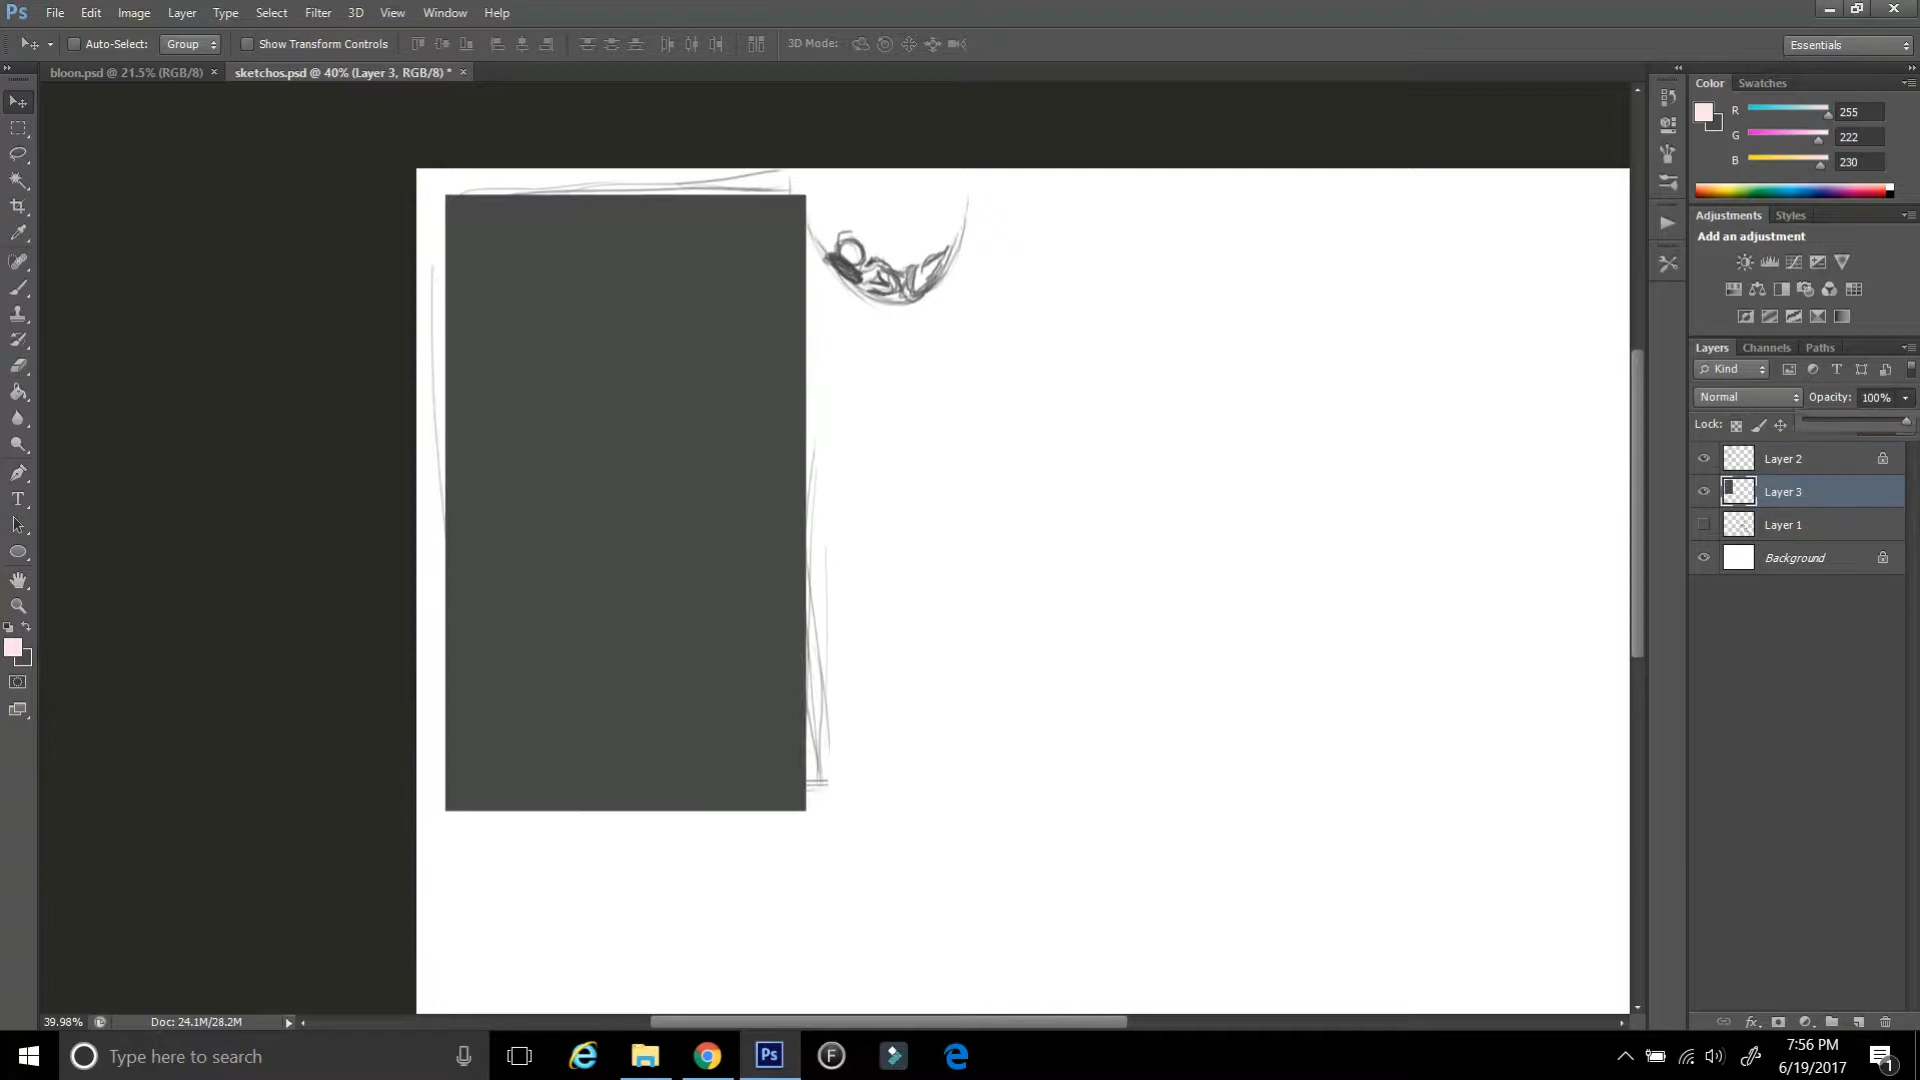 Ps File Edit Image Layer Type Select Filter 3D View Window Help
Auto-Select: Group Show Transform Controls 3D Mode: Essentials
bloon.psd @ 21.5% (RGB/8) × sketchos.psd @ 40% (Layer 3, RGB/8) * ×
Color Swatches
R 255
G 222
B 230
Adjustments Styles
Add an adjustment
Layers Channels Paths
Kind
Normal Opacity: 100%
Lock:
Layer 2
Layer 3
Layer 1
Background
39.98% Doc: 24.1M/28.2M
fx
Type here to search
Ps
F
7:56 PM
6/19/2017
1